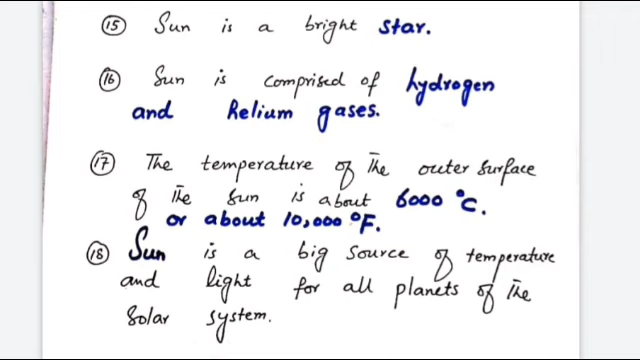 (15) Sun is a bright star.
(16) Sun is comprised of hydrogen
and helium gases.
(17) The temperature of the outer surface
of the sun is about 6000 °C.
or about 10,000 °F.
(18) Sun is a big source of temperature
and light for all planets of the
Solar system.